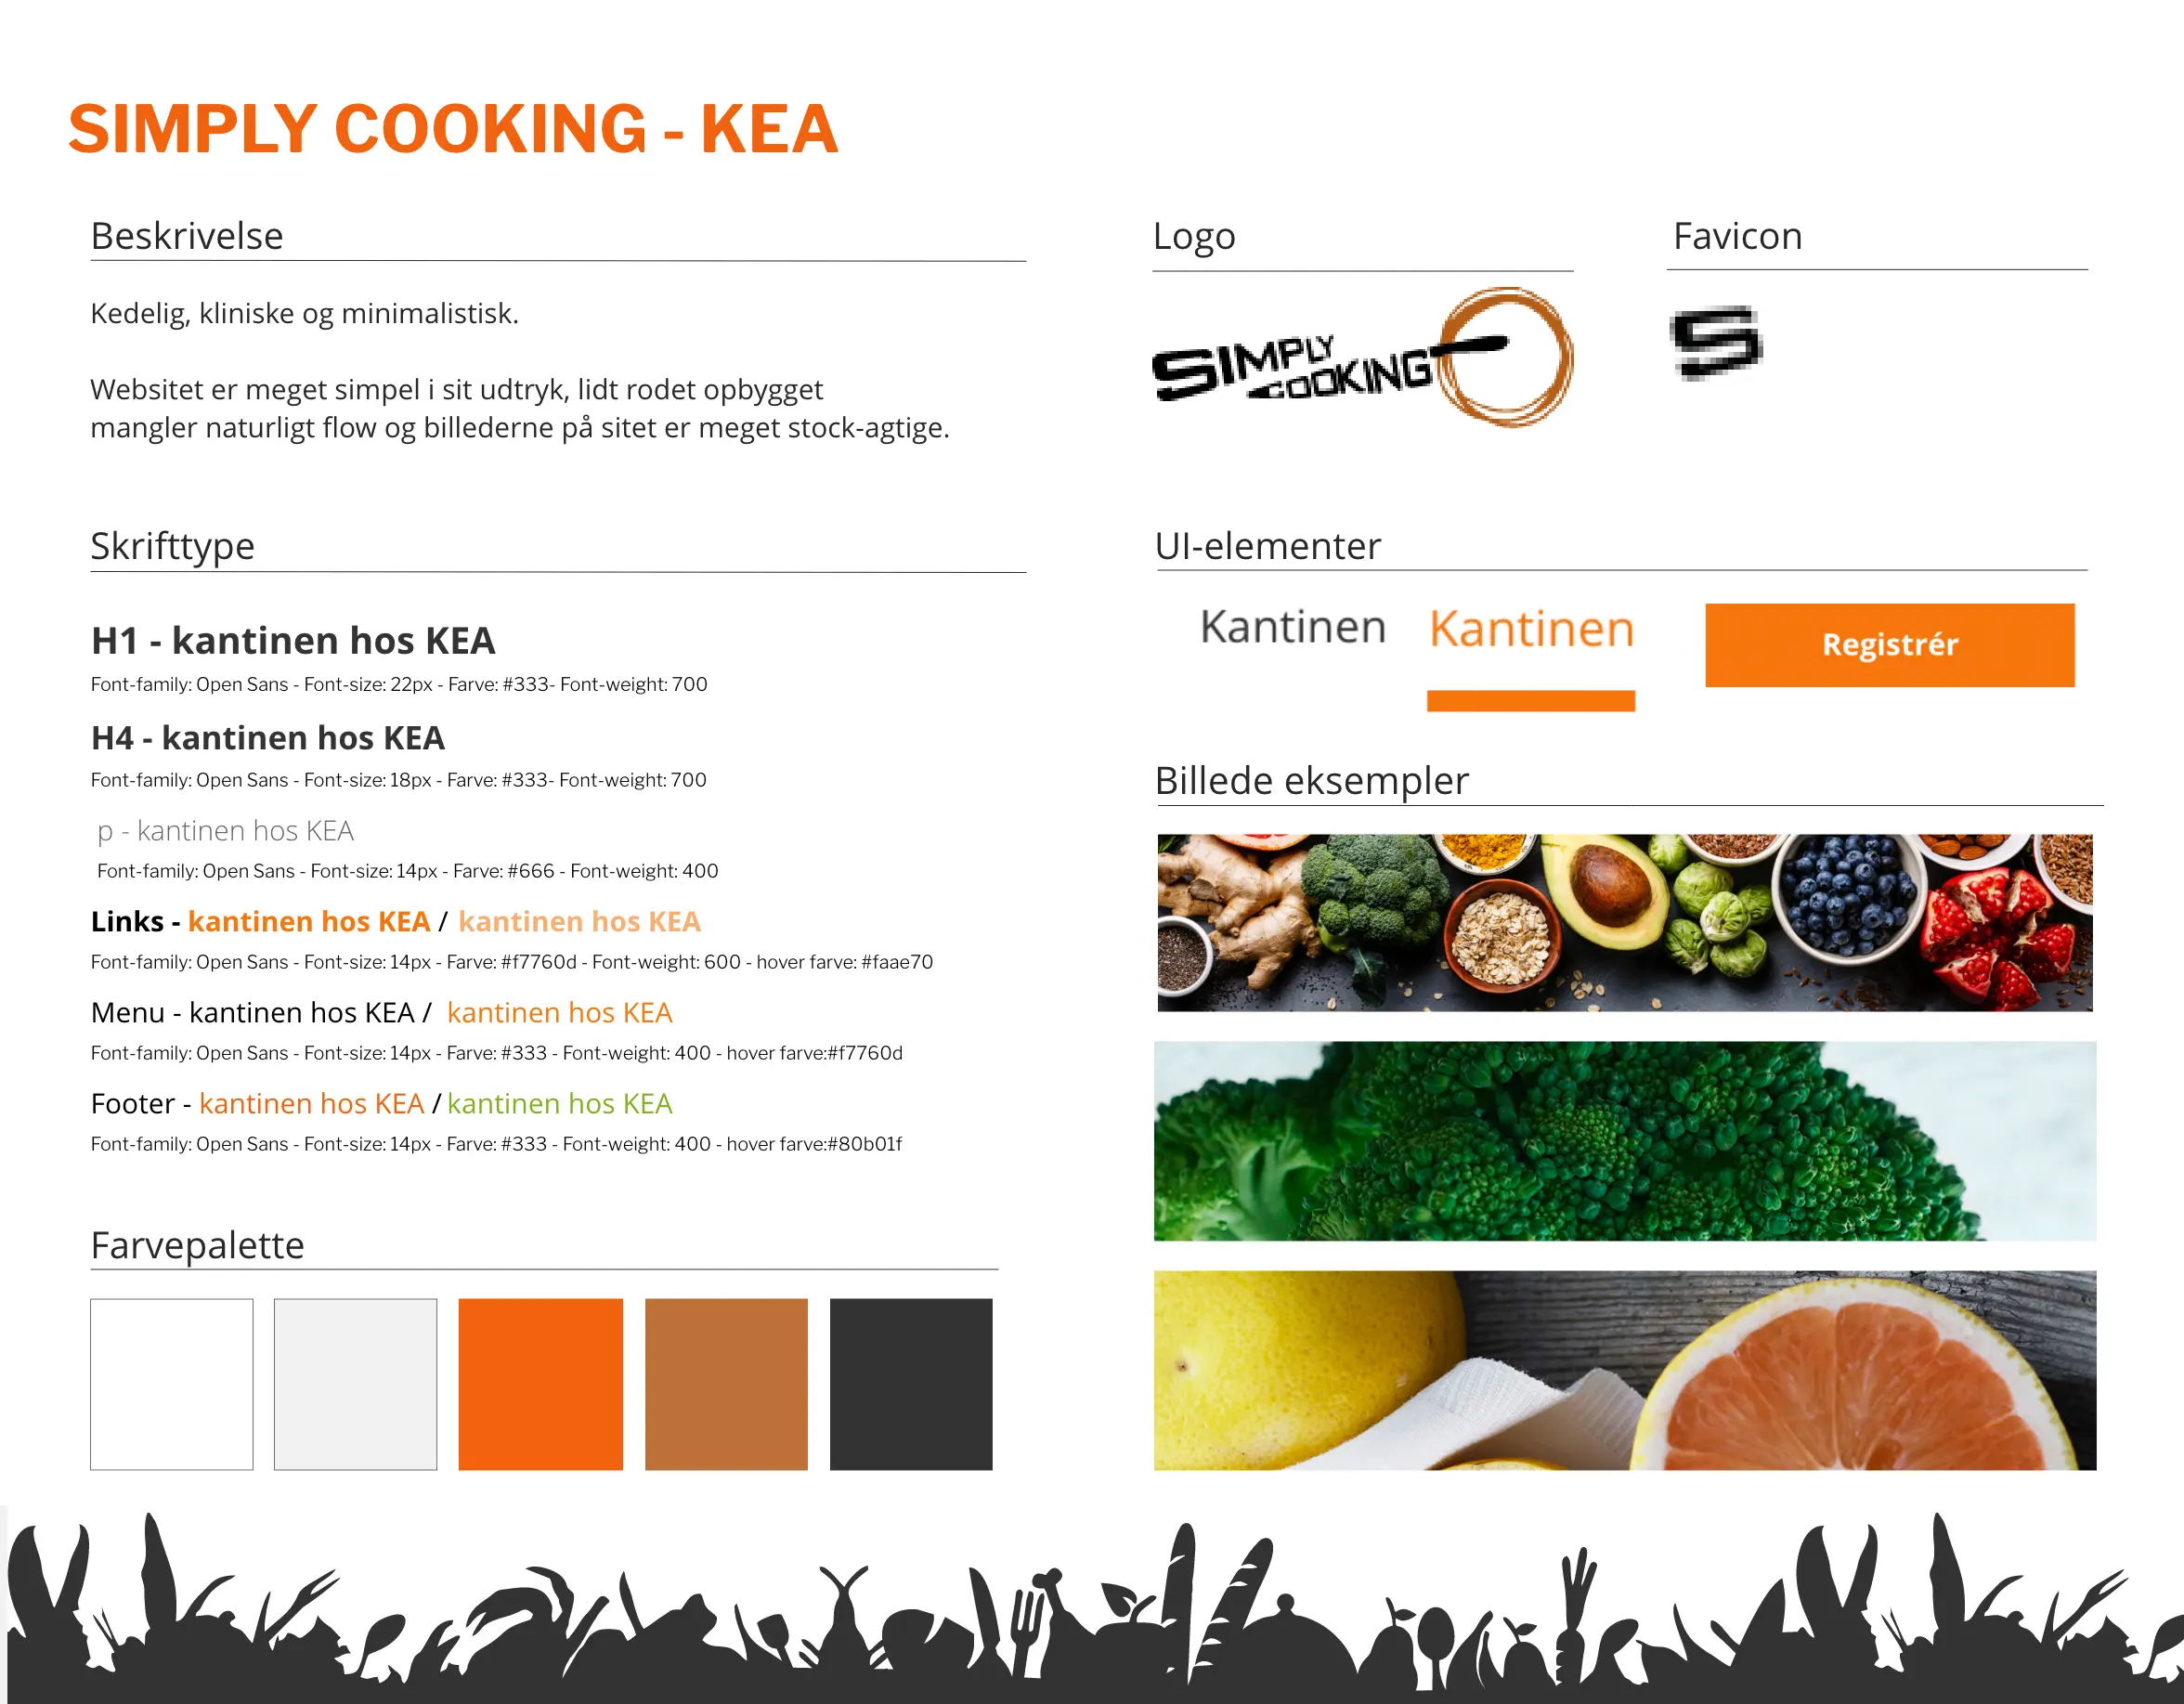 SIMPLY COOKING - KEA
Beskrivelse
Kedelig, kliniske og minimalistisk.
Websitet er meget simpel i sit udtryk, lidt rodet opbygget
mangler naturligt flow og billederne på sitet er meget stock-agtige.
Skrifttype
H1 - kantinen hos KEA
Font-family: Open Sans - Font-size: 22px - Farve: #333- Font-weight: 700
H4 - kantinen hos KEA
Font-family: Open Sans - Font-size: 18px - Farve: #333- Font-weight: 700
p - kantinen hos KEA
Font-family: Open Sans - Font-size: 14px - Farve: #666 - Font-weight: 400
Links - kantinen hos KEA / kantinen hos KEA
Font-family: Open Sans - Font-size: 14px - Farve: #f7760d - Font-weight: 600 - hover farve: #faae70
Menu - kantinen hos KEA / kantinen hos KEA
Font-family: Open Sans - Font-size: 14px - Farve: #333 - Font-weight: 400 - hover farve:#f7760d
Footer - kantinen hos KEA / kantinen hos KEA
Font-family: Open Sans - Font-size: 14px - Farve: #333 - Font-weight: 400 - hover farve:#80b01f
Farvepalette
Logo
SIMPLY
COOKING
Favicon
S
UI-elementer
Kantinen Kantinen Registrér
Billede eksempler